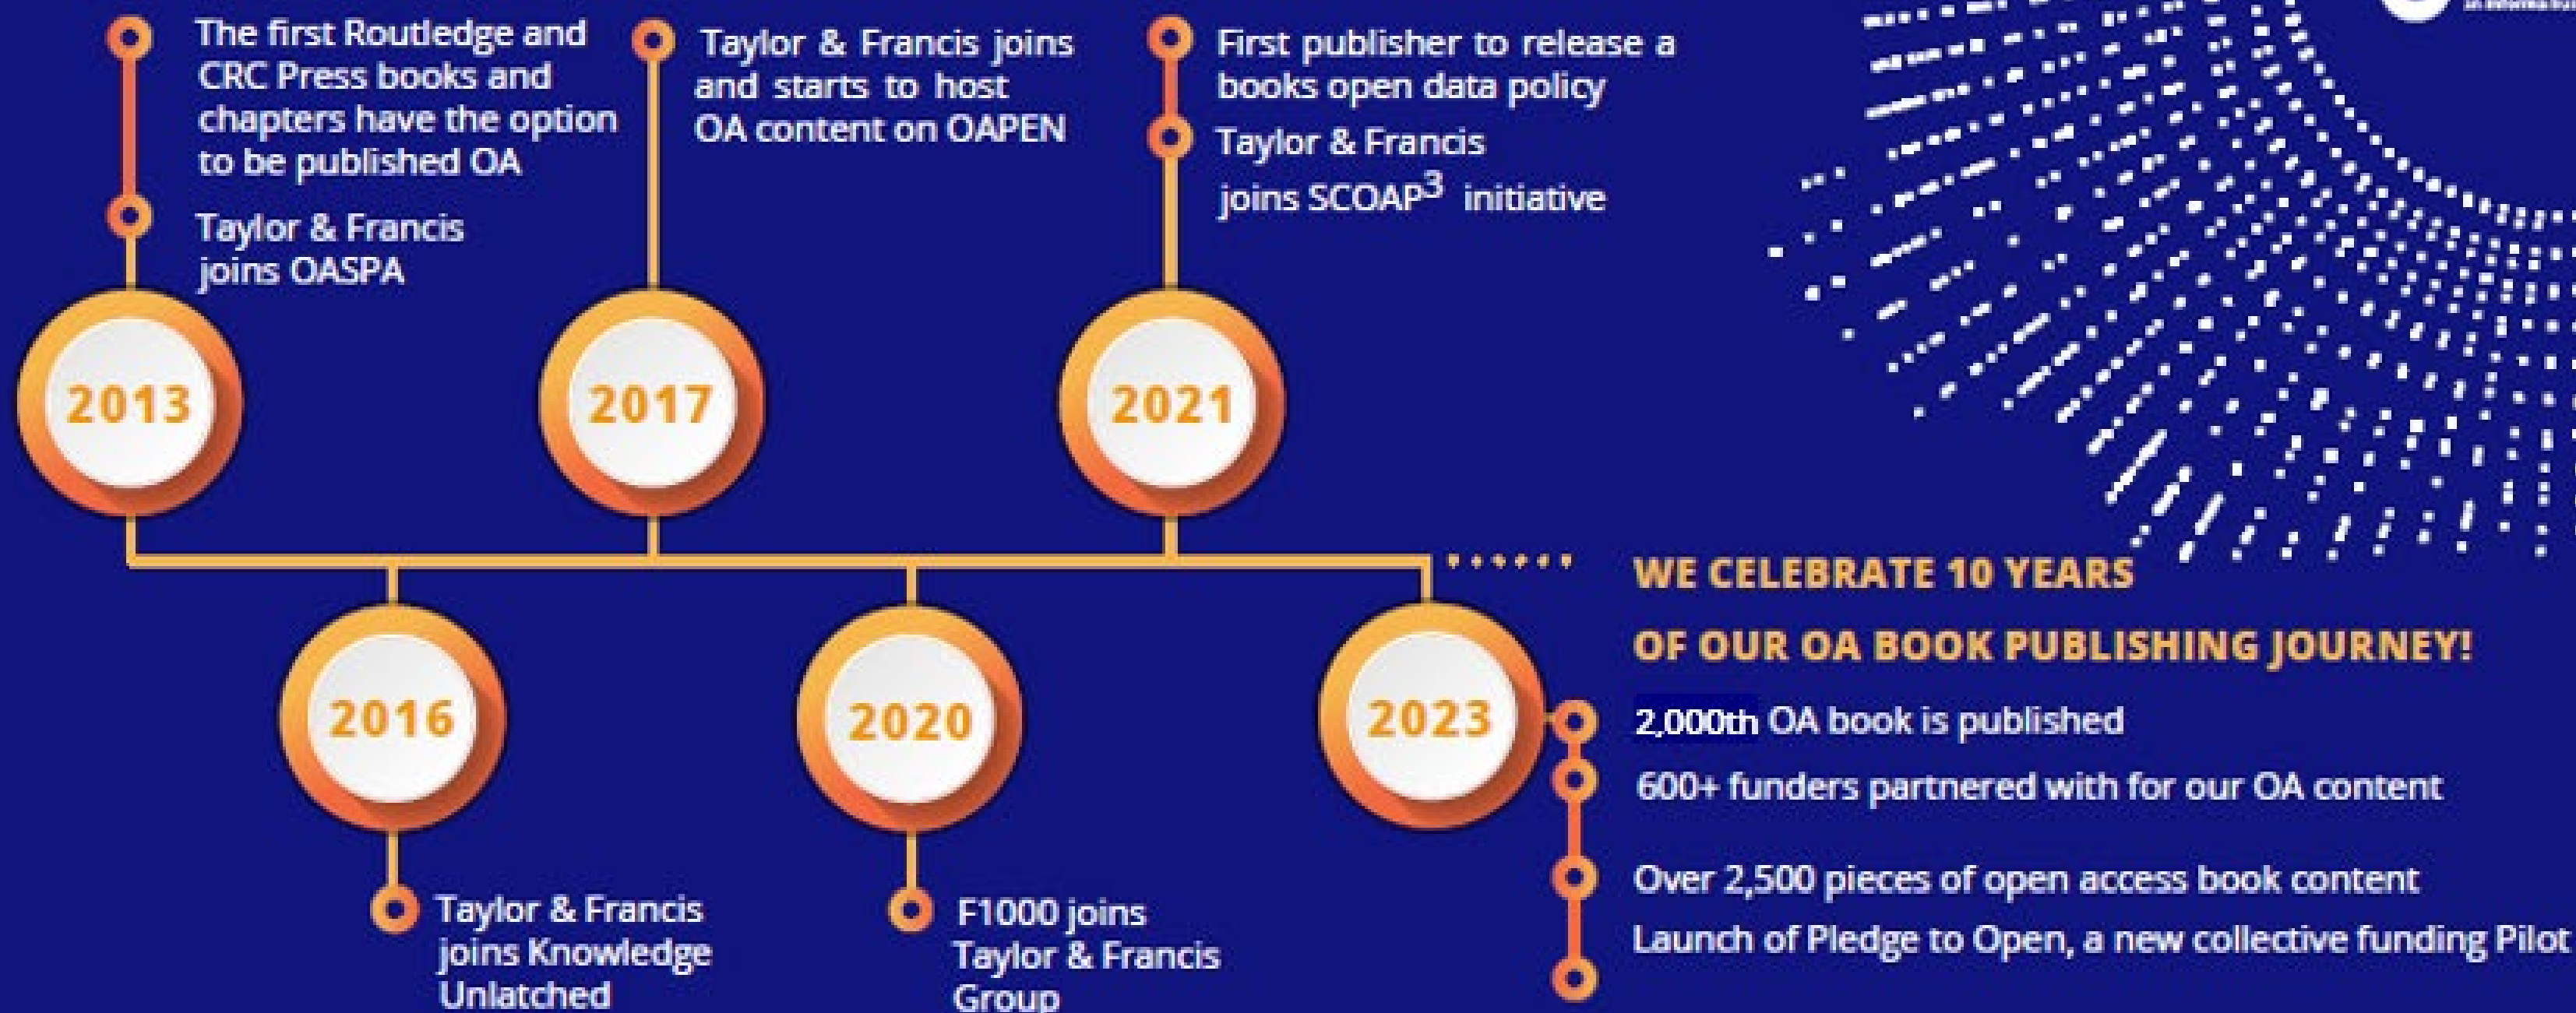 The first Routledge and
CRC Press books and
chapters have the option
to be published OA
Taylor & Francis
joins OASPA
2013
Taylor & Francis joins
and starts to host
OA content on OAPEN
2017
First publisher to release a
books open data policy
Taylor & Francis
joins SCOAP3 initiative
2021
2016
Taylor & Francis
joins Knowledge
Unlatched
2020
F1000 joins
Taylor & Francis
Group
2023
WE CELEBRATE 10 YEARS
OF OUR OA BOOK PUBLISHING JOURNEY!
2,000th OA book is published
600+ funders partnered with for our OA content
Over 2,500 pieces of open access book content
Launch of Pledge to Open, a new collective funding Pilot